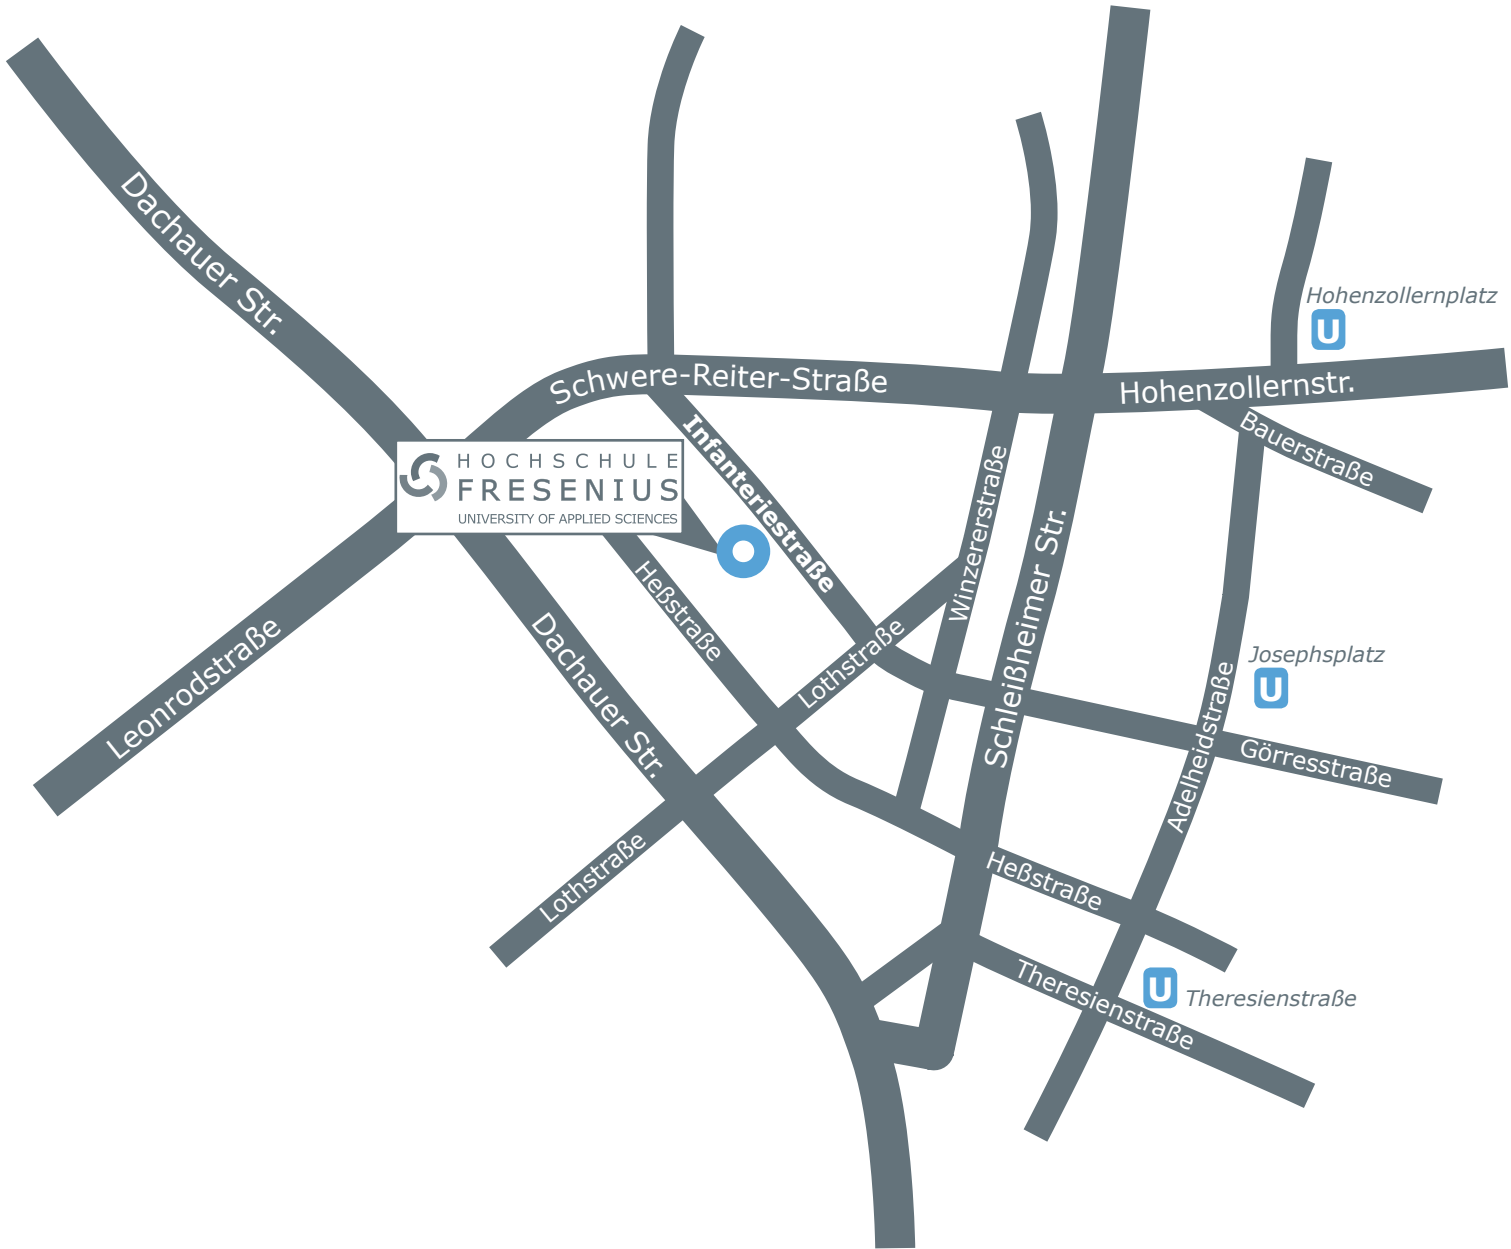 Dachauer Str.
Hohenzollernplatz
U
Schwere-Reiter-Straße
Hohenzollernstr.
Bauerstraße
HOCHSCHULE
FRESENIUS
UNIVERSITY OF APPLIED SCIENCES
Infanteriestraße
Winzererstraße
Schleißheimer Str.
Heßstraße
Leonrodstraße
Dachauer Str.
Lothstraße
Josephsplatz
U
Adelheidstraße
Görresstraße
Lothstraße
Heßstraße
Theresienstraße
U
Theresienstraße